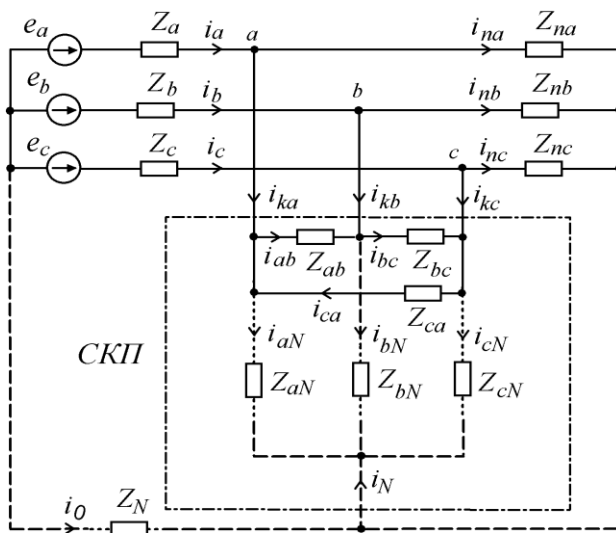 e_a Z_a i_a a i_na Z_na
e_b Z_b i_b b i_nb Z_nb
e_c Z_c i_c c i_nc Z_nc
i_ka i_kb i_kc
i_ab Z_ab i_bc Z_bc
i_ca Z_ca
СКП i_aN i_bN i_cN
Z_aN Z_bN Z_cN
i_N
i_0 Z_N